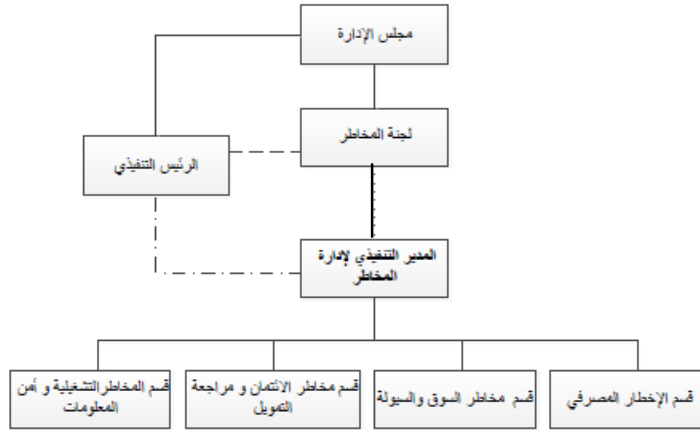 مجلس الإدارة
لجنة المخاطر
الرئيس التنفيذي
المدير التنفيذي لإدارة
المخاطر
قسم الإخطار المصرفي
قسم مخاطر السوق والسيولة
قسم مخاطر الائتمان و مراجعة
التمويل
قسم المخاطر التشغيلية و أمن
المعلومات